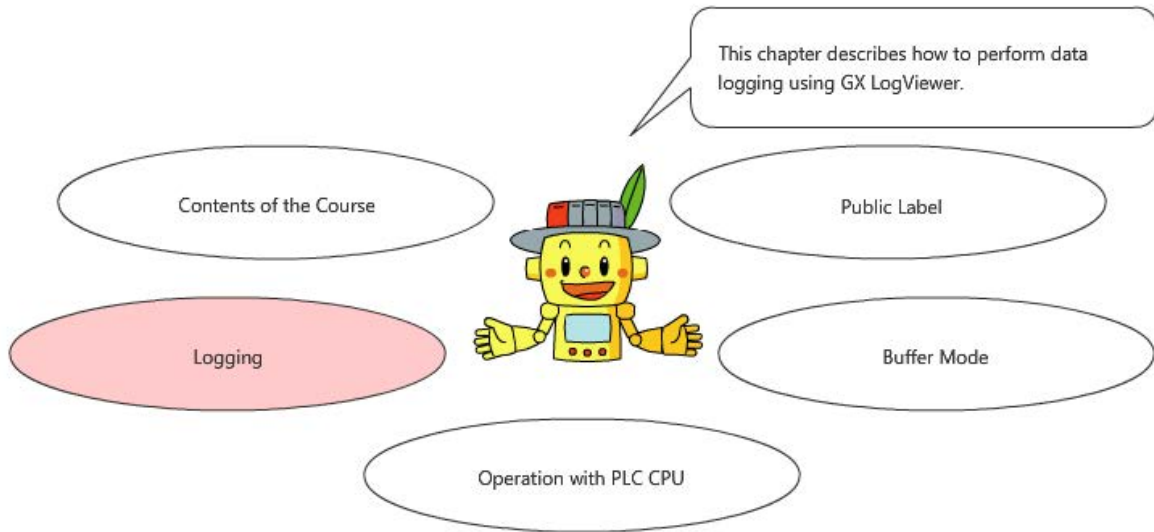 This chapter describes how to perform data
logging using GX LogViewer.
Contents of the Course
Public Label
Logging
Buffer Mode
Operation with PLC CPU